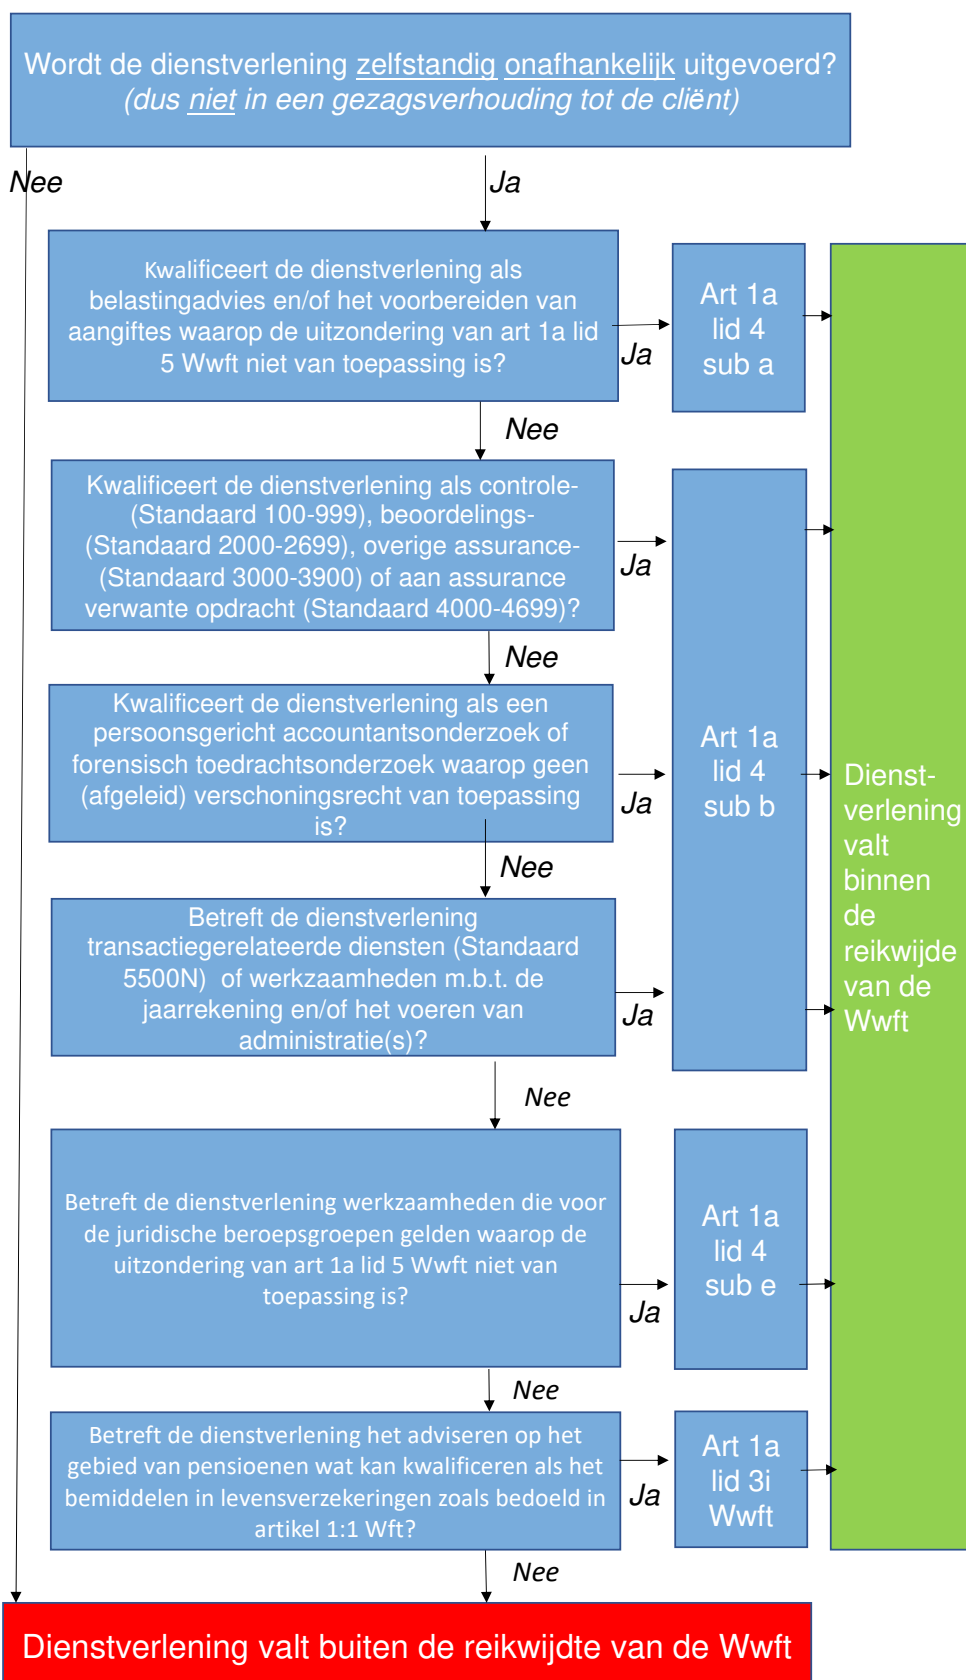 Wordt de dienstverlening zelfstandig onafhankelijk uitgevoerd?
(dus niet in een gezagsverhouding tot de cliënt)
Nee
Ja
Kwalificeert de dienstverlening als
belastingadvies en/of het voorbereiden van
aangiftes waarop de uitzondering van art 1a lid
5 Wwft niet van toepassing is?
Ja
Art 1a
lid 4
sub a
Nee
Kwalificeert de dienstverlening als controle-
(Standaard 100-999), beoordelings-
(Standaard 2000-2699), overige assurance-
(Standaard 3000-3900) of aan assurance
verwante opdracht (Standaard 4000-4699)?
Ja
Nee
Kwalificeert de dienstverlening als een
persoonsgericht accountantsonderzoek of
forensisch toedrachtsonderzoek waarop geen
(afgeleid) verschoningsrecht van toepassing
is?
Ja
Art 1a
lid 4
sub b
Dienst-
verlening
valt
binnen
de
reikwijde
van de
Wwft
Nee
Betreft de dienstverlening
transactiegerelateerde diensten (Standaard
5500N) of werkzaamheden m.b.t. de
jaarrekening en/of het voeren van
administratie(s)?
Ja
Nee
Betreft de dienstverlening werkzaamheden die voor
de juridische beroepsgroepen gelden waarop de
uitzondering van art 1a lid 5 Wwft niet van
toepassing is?
Ja
Art 1a
lid 4
sub e
Nee
Betreft de dienstverlening het adviseren op het
gebied van pensioenen wat kan kwalificeren als het
bemiddelen in levensverzekeringen zoals bedoeld in
artikel 1:1 Wft?
Ja
Art 1a
lid 3i
Wwft
Nee
Dienstverlening valt buiten de reikwijdte van de Wwft